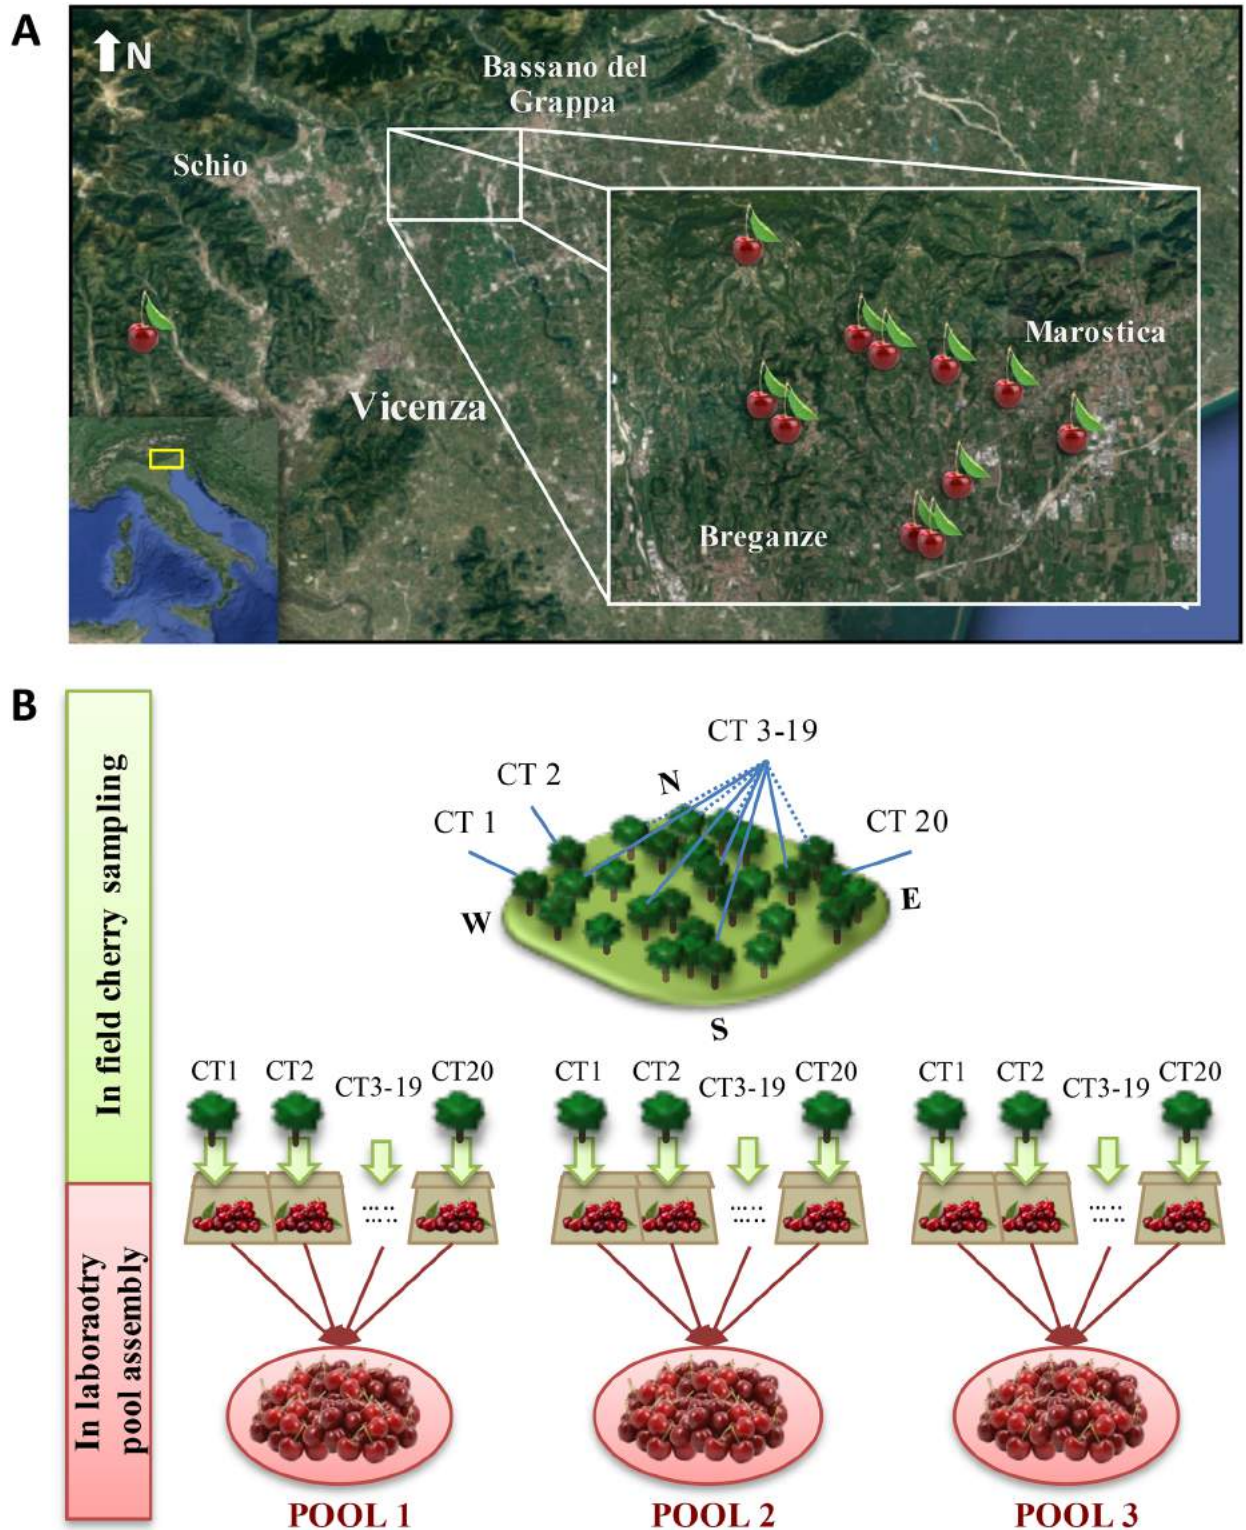 A
N
Bassano del
Grappa
Schio
Marostica
Vicenza
Breganze
B
In field cherry sampling
In laboraotry
pool assembly
CT 3-19
CT 2
N
CT 1
CT 20
W
E
S
CT1 CT2 CT3-19 CT20
CT1 CT2 CT3-19 CT20
CT1 CT2 CT3-19 CT20
POOL 1
POOL 2
POOL 3